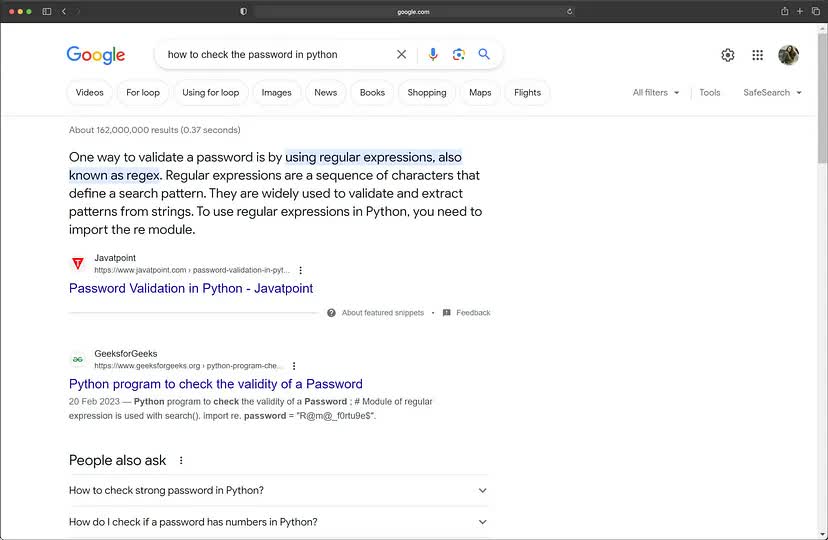 google.com
Google
how to check the password in python
Videos
For loop
Using for loop
Images
News
Books
Shopping
Maps
Flights
All filters
Tools
SafeSearch
About 162,000,000 results (0.37 seconds)
One way to validate a password is by using regular expressions, also
known as regex. Regular expressions are a sequence of characters that
define a search pattern. They are widely used to validate and extract
patterns from strings. To use regular expressions in Python, you need to
import the re module.
Javatpoint
https://www.javatpoint.com › password-validation-in-pyt...
Password Validation in Python - Javatpoint
About featured snippets • Feedback
GeeksforGeeks
https://www.geeksforgeeks.org › python-program-che...
Python program to check the validity of a Password
20 Feb 2023 — Python program to check the validity of a Password ; # Module of regular
expression is used with search(). import re. password = "R@m@_f0rtu9e$".
People also ask
How to check strong password in Python?
How do I check if a password has numbers in Python?